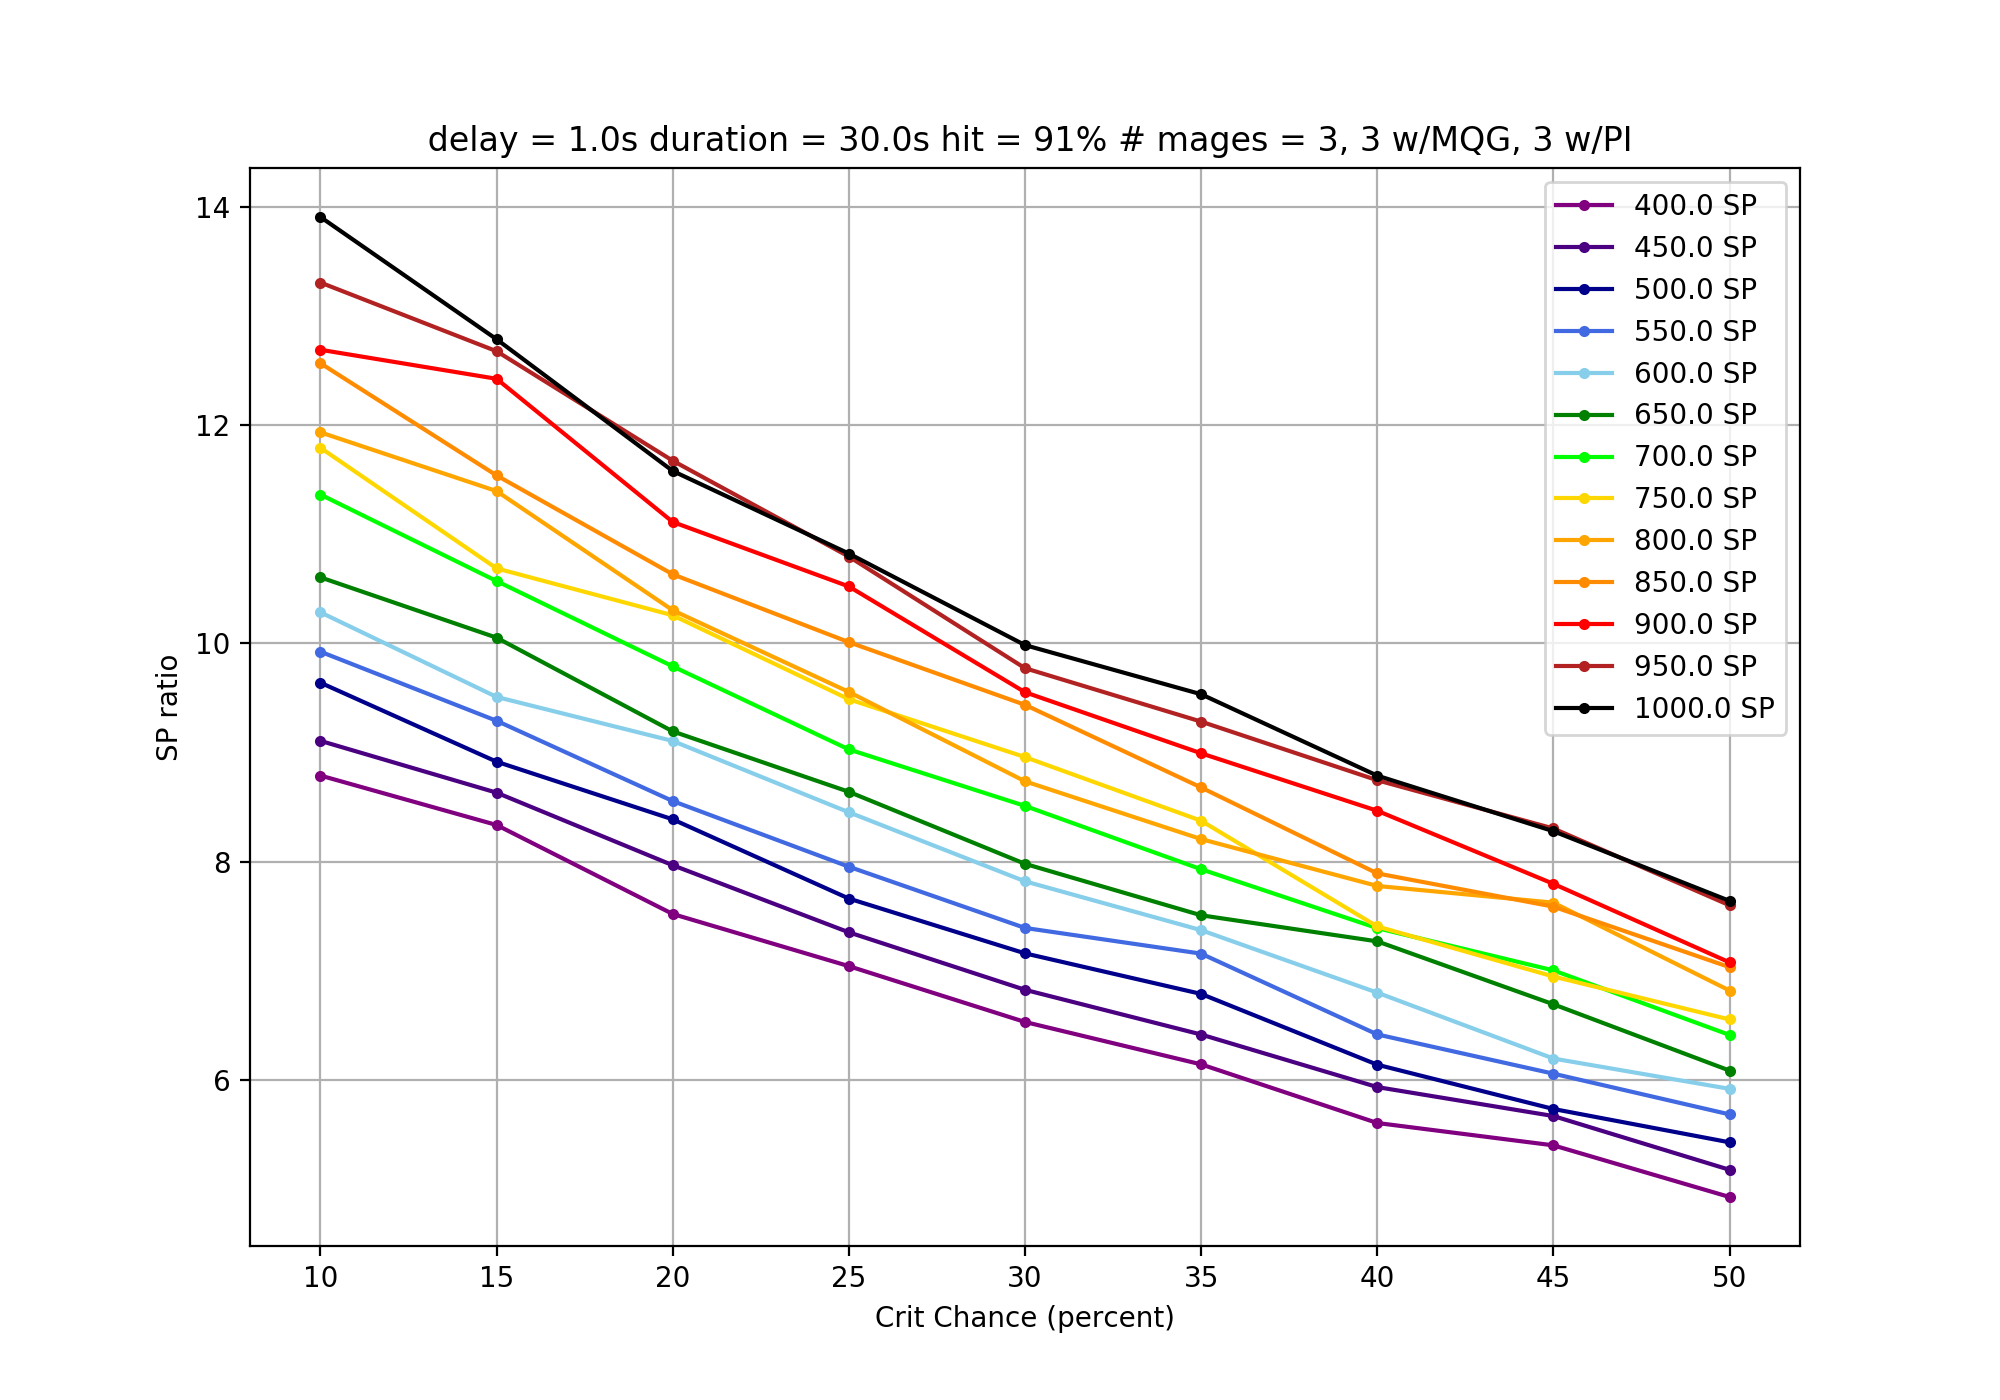 delay = 1.0s duration = 30.0s hit = 91% # mages = 3, 3 w/MQG, 3 w/PI
14
12
10
8
6
SP ratio
400.0 SP
450.0 SP
500.0 SP
550.0 SP
600.0 SP
650.0 SP
700.0 SP
750.0 SP
800.0 SP
850.0 SP
900.0 SP
950.0 SP
1000.0 SP
10 15 20 25 30 35 40 45 50
Crit Chance (percent)